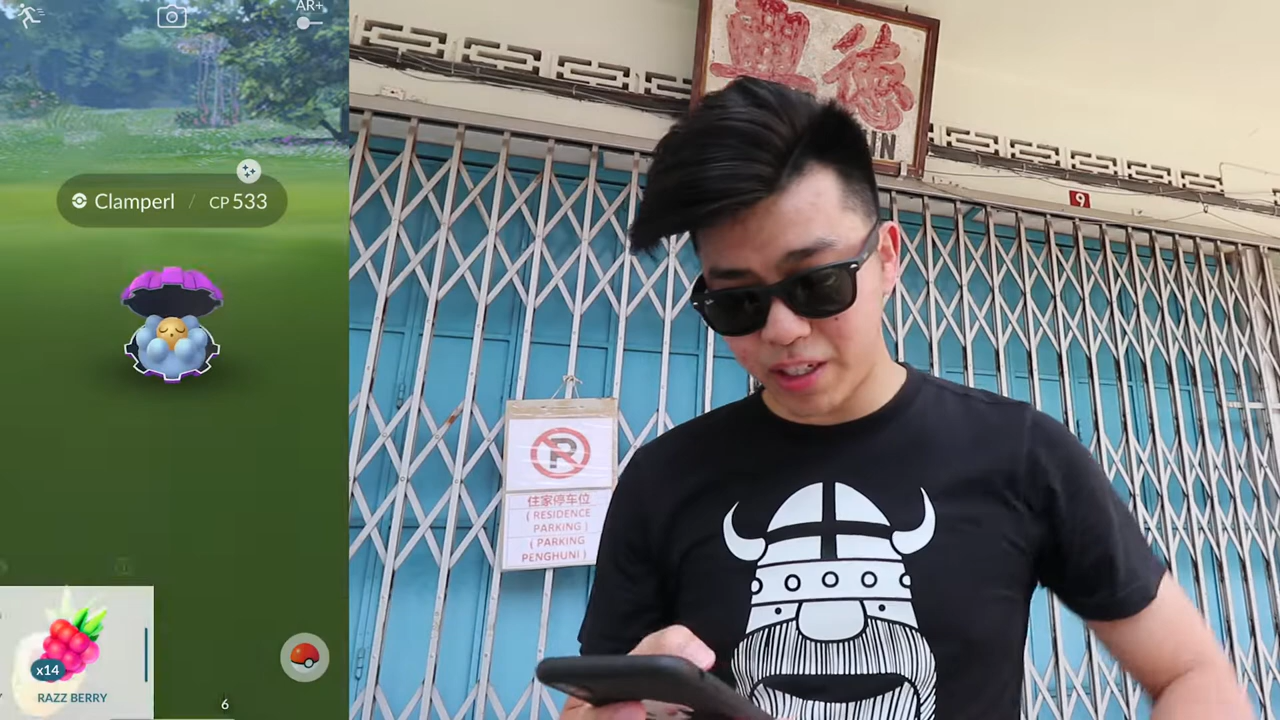 AR+
Clamperl / CP 533
x14
RAZZ BERRY
6
德
IN
9
P
住家停车位
( RESIDENCE
PARKING )
( PARKING
PENGHUNI )